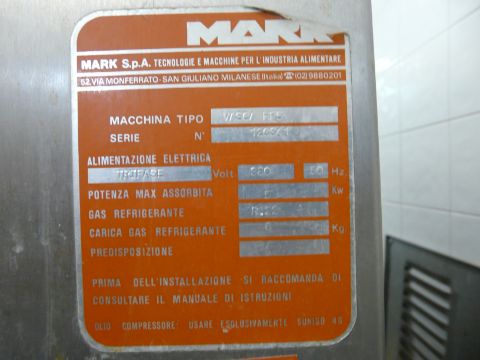 MARK
MARK S.p.A. TECNOLOGIE E MACCHINE PER L'INDUSTRIA ALIMENTARE
52, VIA MONFERRATO - SAN GIULIANO MILANESE (Italia) ☎ (02) 9880201
MACCHINA TIPO VASCA
SERIE N°
ALIMENTAZIONE ELETTRICA
TRIFASE Volt. 380 50 Hz
POTENZA MAX ASSORBITA Kw
GAS REFRIGERANTE
CARICA GAS REFRIGERANTE Kg
PREDISPOSIZIONE
PRIMA DELL'INSTALLAZIONE SI RACCOMANDA DI
CONSULTARE IL MANUALE DI ISTRUZIONI
OLIO COMPRESSORE: USARE ESCLUSIVAMENTE SUNISO 4G